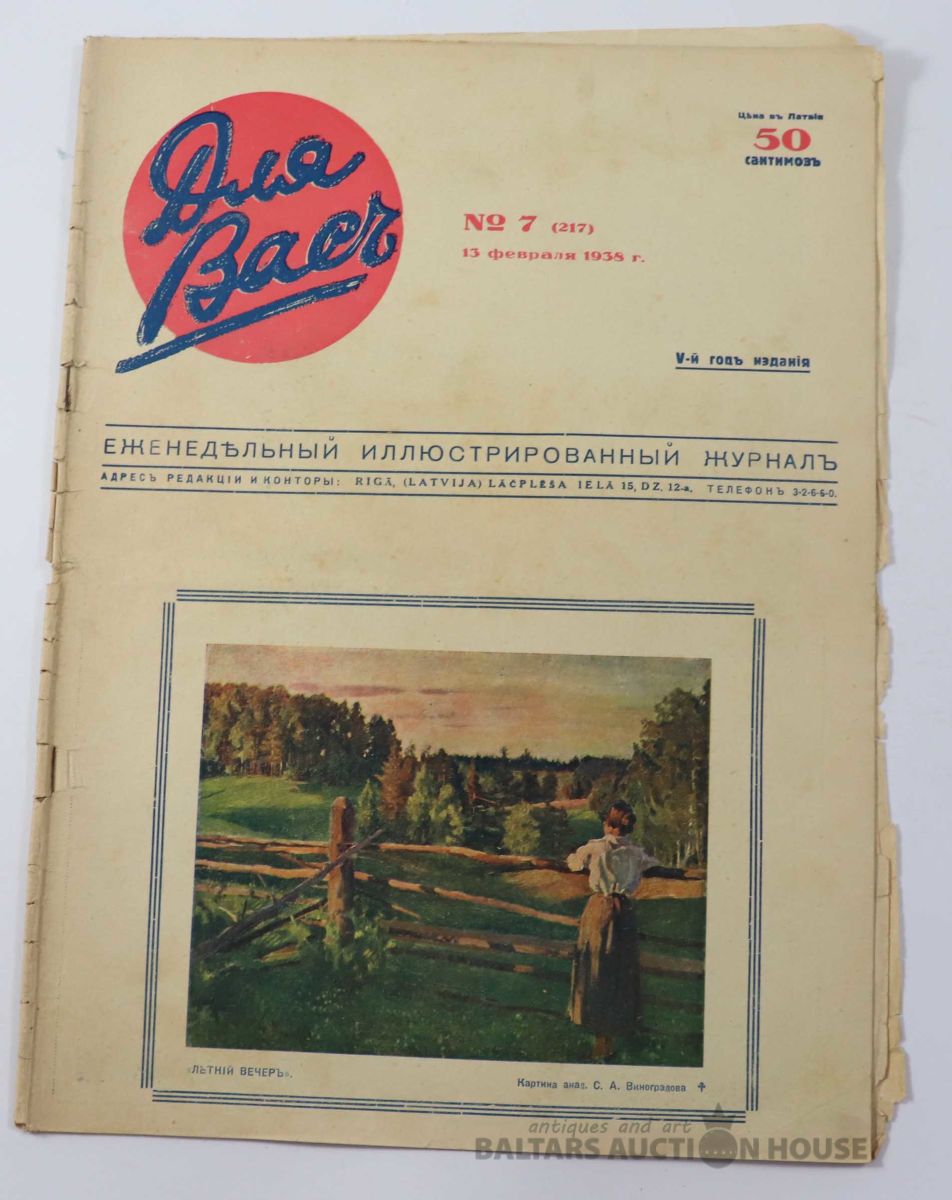 Для
Васъ
Цѣна въ Латвіи
50
сантимовъ
№ 7 (217)
13 февраля 1938 г.
V-й годъ изданія
ЕЖЕНЕДѢЛЬНЫЙ ИЛЛЮСТРИРОВАННЫЙ ЖУРНАЛЪ
АДРЕСЪ РЕДАКЦІИ И КОНТОРЫ: RIGĀ, (LATVIJA) LĀČPLĒŠA IELĀ 15, DZ. 12-a. ТЕЛЕФОНЪ 3-2-6-6-0.
«ЛѢТНІЙ ВЕЧЕРЪ».
Картина акад. С. А. Виноградова ✝
antiques and art
BALTARS AUCTION HOUSE